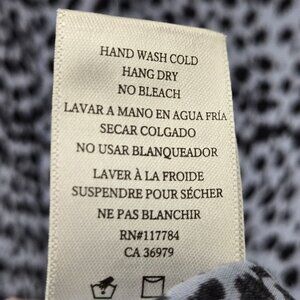 HAND WASH COLD
HANG DRY
NO BLEACH
LAVAR A MANO EN AGUA FRÍA
SECAR COLGADO
NO USAR BLANQUEADOR
LAVER À LA FROIDE
SUSPENDRE POUR SÉCHER
NE PAS BLANCHIR
RN#117784
CA 36979